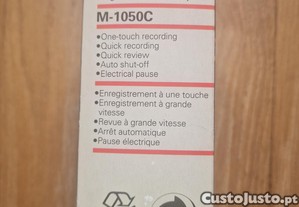 M-1050C
•One-touch recording
•Quick recording
•Quick review
•Auto shut-off
•Electrical pause
•Enregistrement à une touche
•Enregistrement à grande
vitesse
•Revue à grande vitesse
•Arrêt automatique
•Pause électrique
CustoJusto.pt